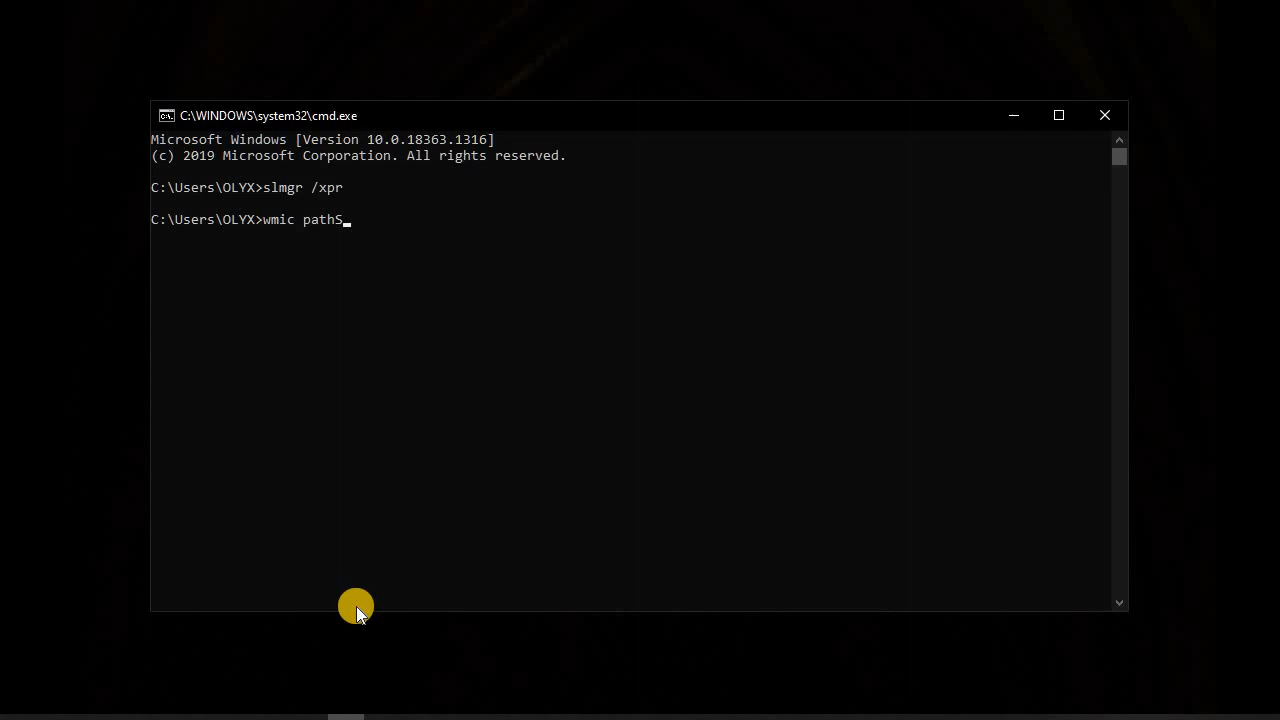 C:\WINDOWS\system32\cmd.exe
Microsoft Windows [Version 10.0.18363.1316]
(c) 2019 Microsoft Corporation. All rights reserved.
C:\Users\OLYX>slmgr /xpr
C:\Users\OLYX>wmic pathS